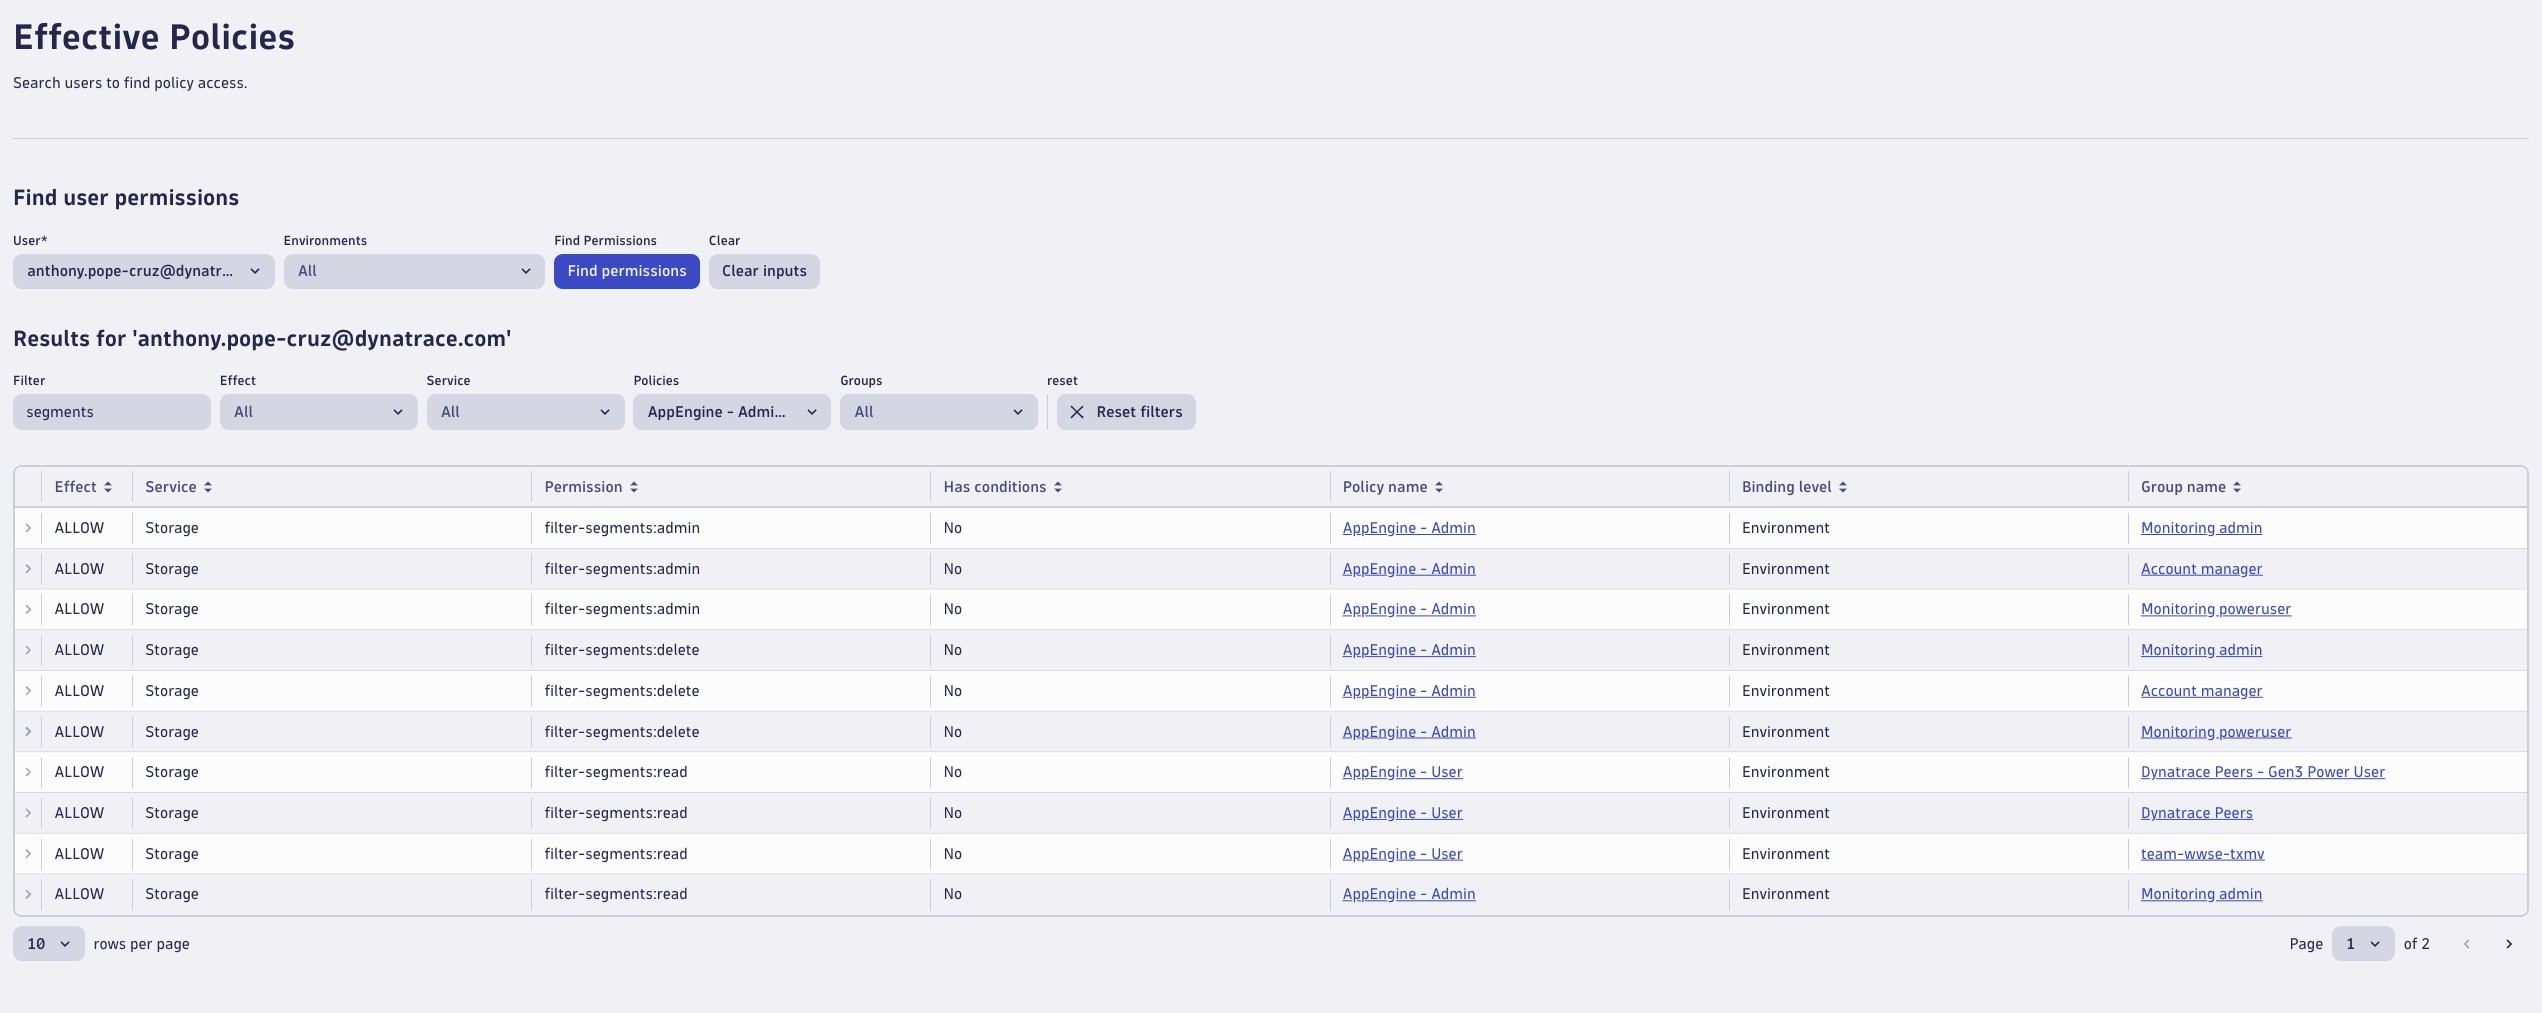 Effective Policies
Search users to find policy access.
Find user permissions
User* Environments Find Permissions Clear
anthony.pope-cruz@dynatr... All Find permissions Clear inputs
Results for 'anthony.pope-cruz@dynatrace.com'
Filter Effect Service Policies Groups reset
segments All All AppEngine - Admi... All Reset filters
Effect Service Permission Has conditions Policy name Binding level Group name
ALLOW Storage filter-segments:admin No AppEngine - Admin Environment Monitoring admin
ALLOW Storage filter-segments:admin No AppEngine - Admin Environment Account manager
ALLOW Storage filter-segments:admin No AppEngine - Admin Environment Monitoring poweruser
ALLOW Storage filter-segments:delete No AppEngine - Admin Environment Monitoring admin
ALLOW Storage filter-segments:delete No AppEngine - Admin Environment Account manager
ALLOW Storage filter-segments:delete No AppEngine - Admin Environment Monitoring poweruser
ALLOW Storage filter-segments:read No AppEngine - User Environment Dynatrace Peers - Gen3 Power User
ALLOW Storage filter-segments:read No AppEngine - User Environment Dynatrace Peers
ALLOW Storage filter-segments:read No AppEngine - User Environment team-wwse-txmv
ALLOW Storage filter-segments:read No AppEngine - Admin Environment Monitoring admin
10 rows per page Page 1 of 2